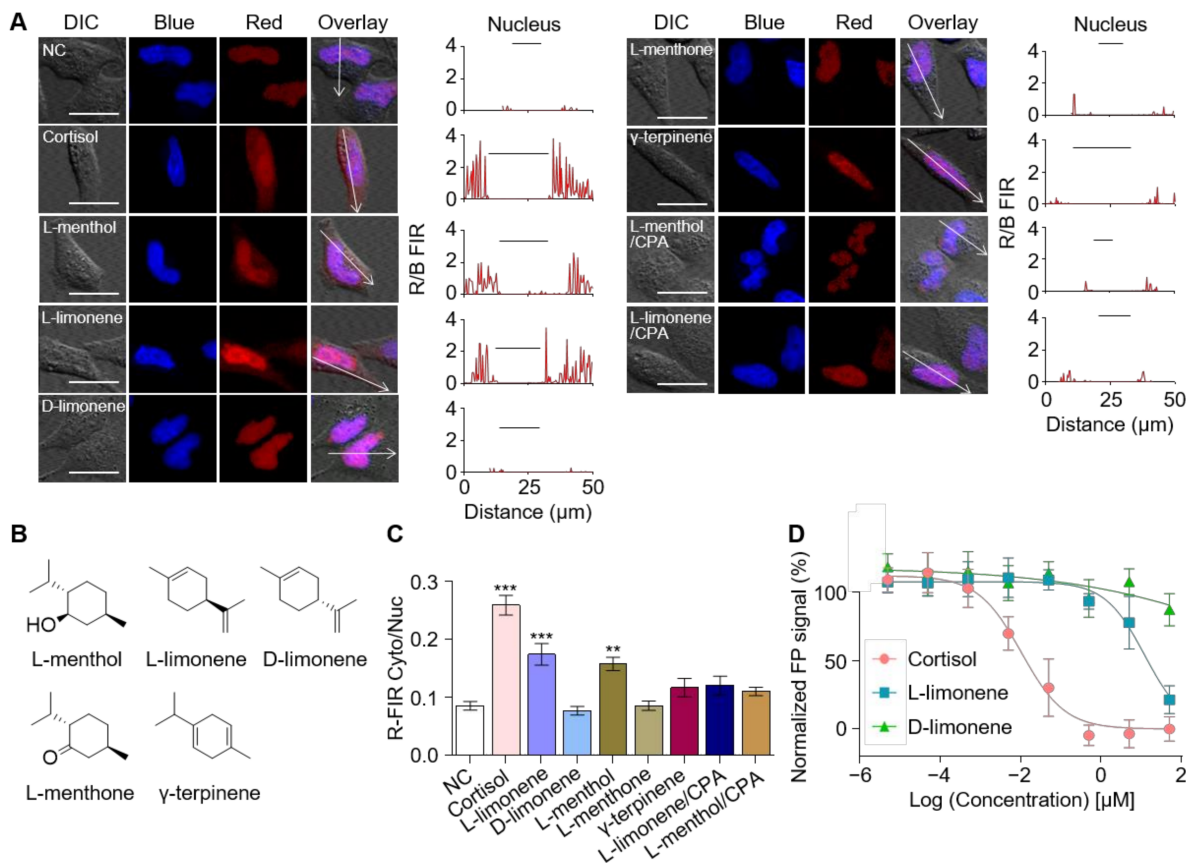 A
DIC Blue Red Overlay Nucleus
NC
4
2
0
Cortisol
4
2
0
L-menthol
4
2
0
R/B FIR
L-limonene
4
2
0
D-limonene
4
2
0
0 25 50
Distance (μm)
DIC Blue Red Overlay Nucleus
L-menthone
4
2
0
γ-terpinene
4
2
0
L-menthol
/CPA
4
2
0
R/B FIR
L-limonene
/CPA
4
2
0
0 25 50
Distance (μm)
B
HO
L-menthol L-limonene D-limonene
O
L-menthone γ-terpinene
C
R-FIR Cyto/Nuc
0.3
0.2
0.1
0.0
***
***
**
NC
Cortisol
L-limonene
D-limonene
L-menthol
L-menthone
γ-terpinene
L-limonene/CPA
L-menthol/CPA
D
Normalized FP signal (%)
100
50
0
Cortisol
L-limonene
D-limonene
−6 −4 −2 0 2
Log (Concentration) [μM]